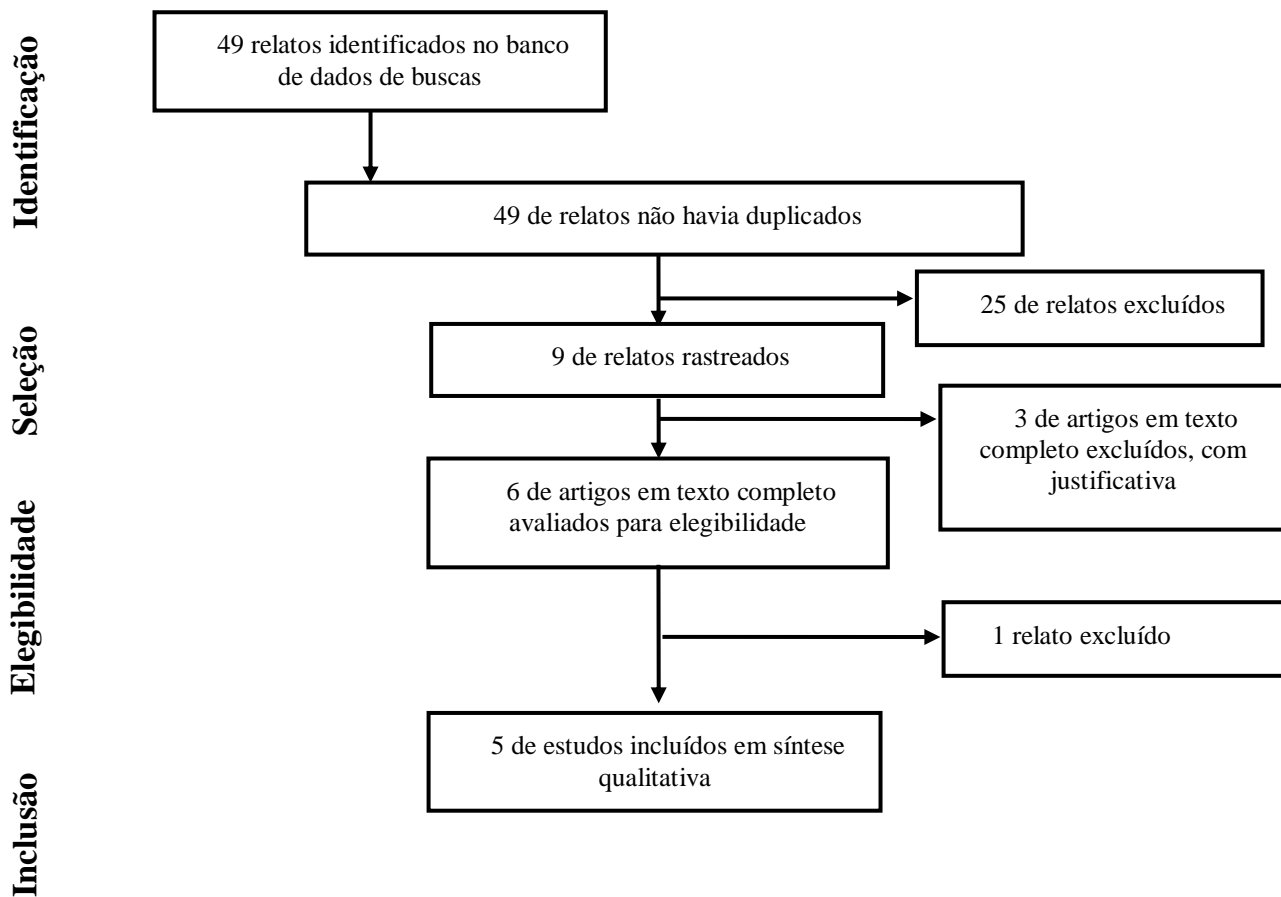 Identificação
49 relatos identificados no banco
de dados de buscas
49 de relatos não havia duplicados
25 de relatos excluídos
Seleção
9 de relatos rastreados
3 de artigos em texto
completo excluídos, com
justificativa
Elegibilidade
6 de artigos em texto completo
avaliados para elegibilidade
1 relato excluído
Inclusão
5 de estudos incluídos em síntese
qualitativa